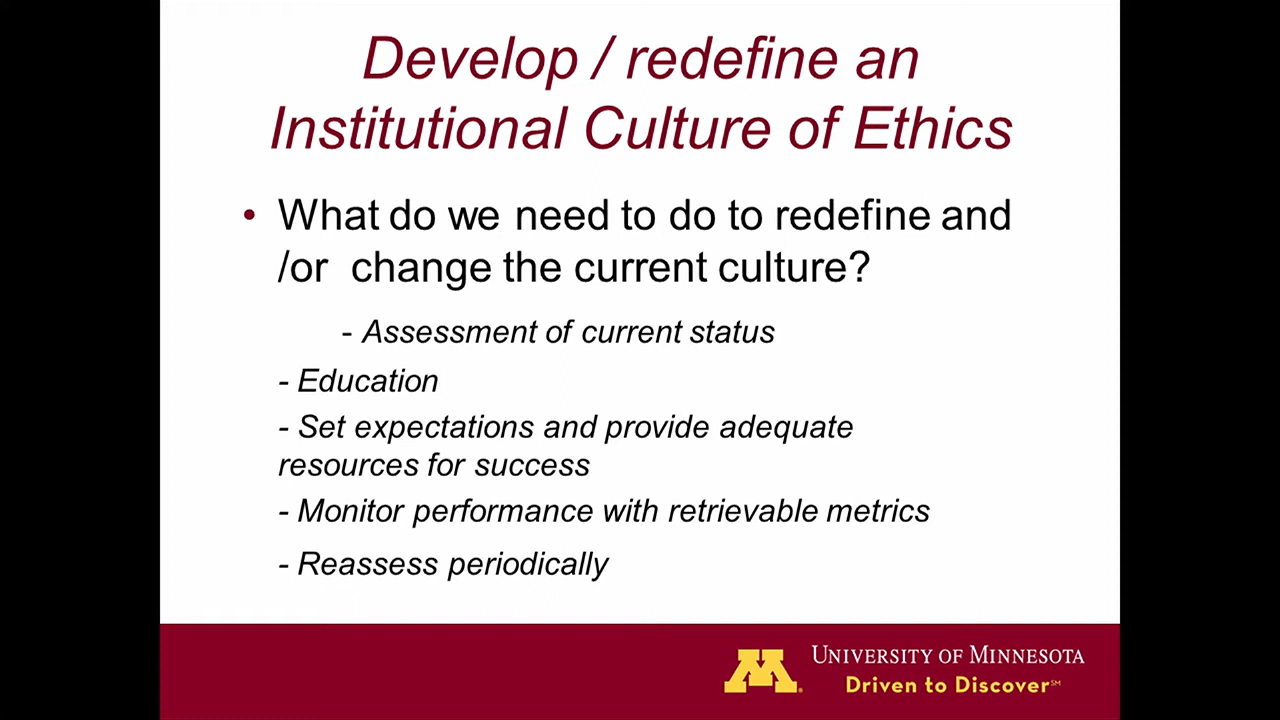 Develop / redefine an
Institutional Culture of Ethics
• What do we need to do to redefine and
/or change the current culture?
- Assessment of current status
- Education
- Set expectations and provide adequate
resources for success
- Monitor performance with retrievable metrics
- Reassess periodically
M
UNIVERSITY OF MINNESOTA
Driven to Discover℠